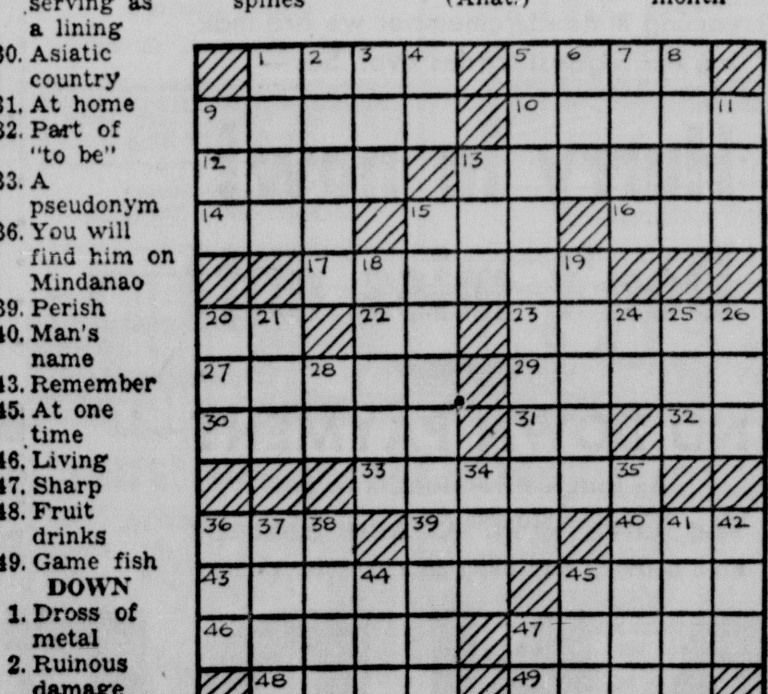 serving as
a lining
30. Asiatic
country
31. At home
32. Part of
"to be"
33. A
pseudonym
36. You will
find him on
Mindanao
39. Perish
40. Man's
name
43. Remember
45. At one
time
46. Living
47. Sharp
48. Fruit
drinks
49. Game fish
DOWN
1. Dross of
metal
2. Ruinous
damage
spines
(Anat.)
month
1 2 3 4 5 6 7 8
9 10 11
12 13
14 15 16
17 18 19
20 21 22 23 24 25 26
27 28 29
30 31 32
33 34 35
36 37 38 39 40 41 42
43 44 45
46 47
48 49